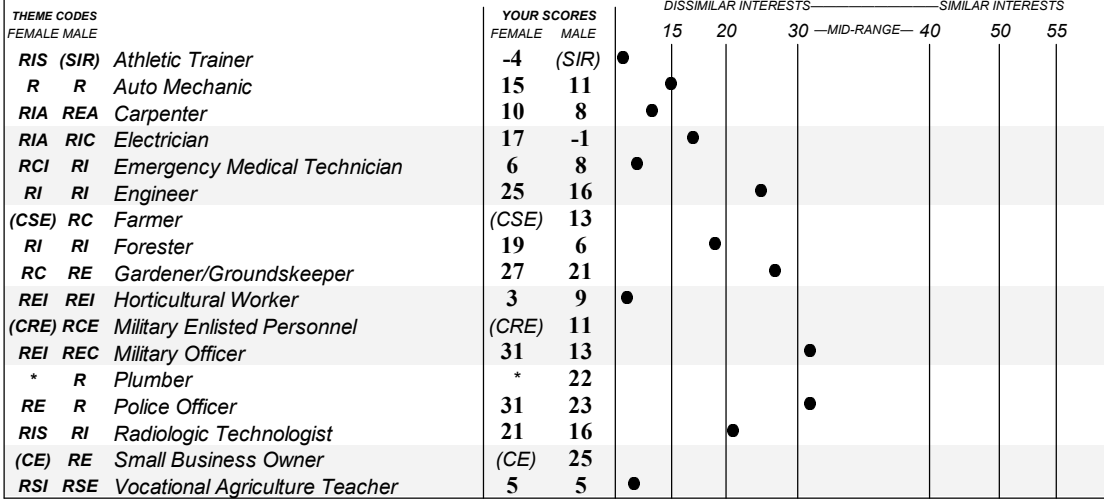 DISSIMILAR INTERESTS SIMILAR INTERESTS
THEME CODES YOUR SCORES
FEMALE MALE FEMALE MALE 15 20 30 —MID-RANGE— 40 50 55
RIS (SIR) Athletic Trainer -4 (SIR)
R R Auto Mechanic 15 11
RIA REA Carpenter 10 8
RIA RIC Electrician 17 -1
RCI RI Emergency Medical Technician 6 8
RI RI Engineer 25 16
(CSE) RC Farmer (CSE) 13
RI RI Forester 19 6
RC RE Gardener/Groundskeeper 27 21
REI REI Horticultural Worker 3 9
(CRE) RCE Military Enlisted Personnel (CRE) 11
REI REC Military Officer 31 13
* R Plumber * 22
RE R Police Officer 31 23
RIS RI Radiologic Technologist 21 16
(CE) RE Small Business Owner (CE) 25
RSI RSE Vocational Agriculture Teacher 5 5